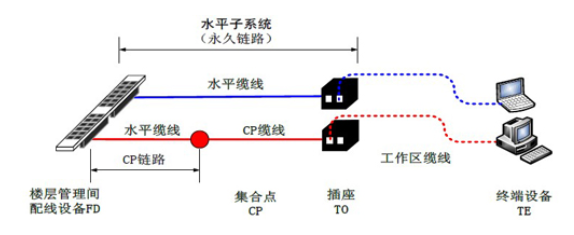 水平子系统
（永久链路）
水平缆线
水平缆线
CP缆线
CP链路
工作区缆线
楼层管理间
配线设备FD
集合点
CP
插座
TO
终端设备
TE